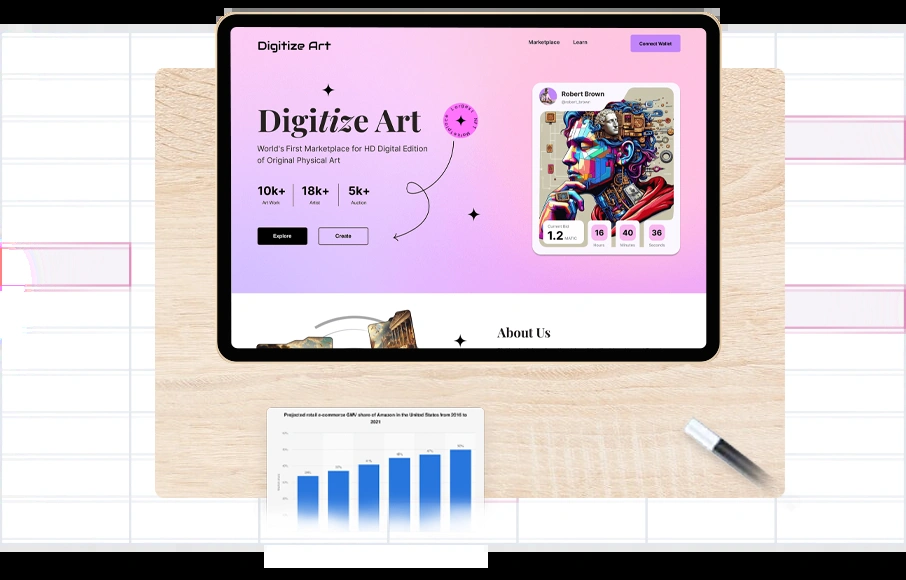 Digitize Art
Marketplace
Learn
Connect Wallet
Digitize Art
World's First Marketplace for HD Digital Edition
of Original Physical Art
10k+
18k+
5k+
Art Work
Artist
Auction
Explore
Create
Robert Brown
@robert_brown
Current Bid
1.2 MATIC
16
40
36
Hours
Minutes
Seconds
About Us
Projected retail e-commerce GMV share of Amazon in the United States from 2016 to
2021